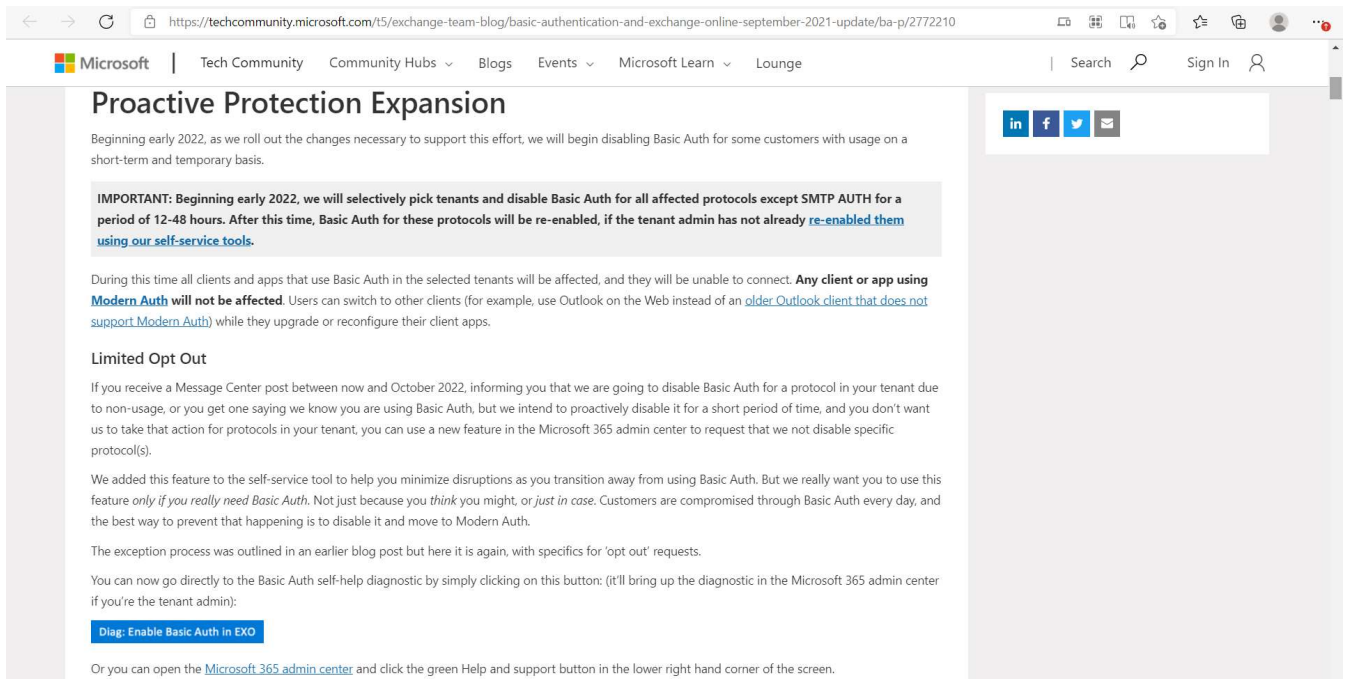 https://techcommunity.microsoft.com/t5/exchange-team-blog/basic-authentication-and-exchange-online-september-2021-update/ba-p/2772210
Microsoft | Tech Community Community Hubs Blogs Events Microsoft Learn Lounge | Search Sign In
Proactive Protection Expansion
Beginning early 2022, as we roll out the changes necessary to support this effort, we will begin disabling Basic Auth for some customers with usage on a
short-term and temporary basis.
IMPORTANT: Beginning early 2022, we will selectively pick tenants and disable Basic Auth for all affected protocols except SMTP AUTH for a
period of 12-48 hours. After this time, Basic Auth for these protocols will be re-enabled, if the tenant admin has not already re-enabled them
using our self-service tools.
During this time all clients and apps that use Basic Auth in the selected tenants will be affected, and they will be unable to connect. Any client or app using
Modern Auth will not be affected. Users can switch to other clients (for example, use Outlook on the Web instead of an older Outlook client that does not
support Modern Auth) while they upgrade or reconfigure their client apps.
Limited Opt Out
If you receive a Message Center post between now and October 2022, informing you that we are going to disable Basic Auth for a protocol in your tenant due
to non-usage, or you get one saying we know you are using Basic Auth, but we intend to proactively disable it for a short period of time, and you don't want
us to take that action for protocols in your tenant, you can use a new feature in the Microsoft 365 admin center to request that we not disable specific
protocol(s).
We added this feature to the self-service tool to help you minimize disruptions as you transition away from using Basic Auth. But we really want you to use this
feature only if you really need Basic Auth. Not just because you think you might, or just in case. Customers are compromised through Basic Auth every day, and
the best way to prevent that happening is to disable it and move to Modern Auth.
The exception process was outlined in an earlier blog post but here it is again, with specifics for 'opt out' requests.
You can now go directly to the Basic Auth self-help diagnostic by simply clicking on this button: (it'll bring up the diagnostic in the Microsoft 365 admin center
if you're the tenant admin):
Diag: Enable Basic Auth in EXO
Or you can open the Microsoft 365 admin center and click the green Help and support button in the lower right hand corner of the screen.
in f